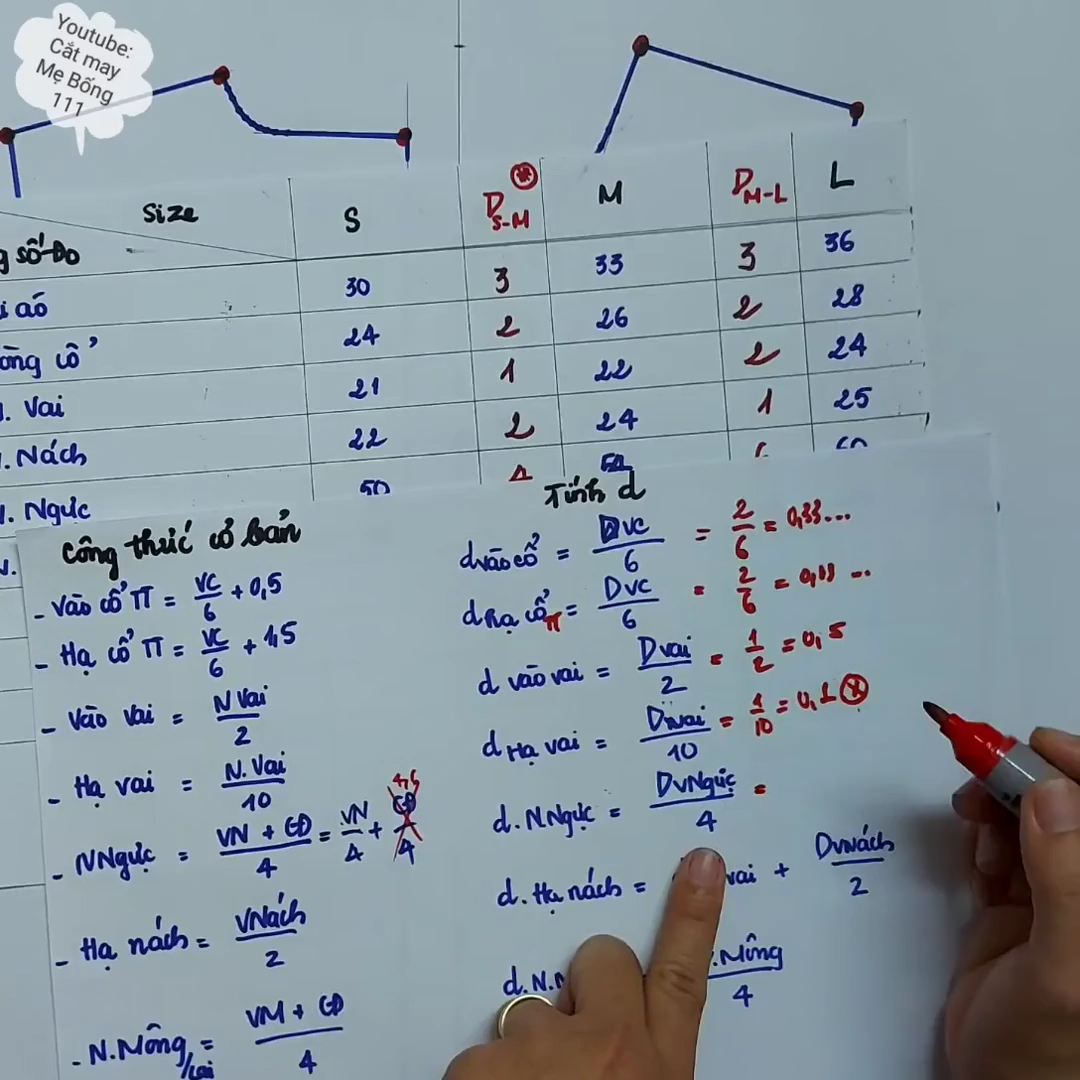 Youtube:
Cắt may
Mẹ Bống
111
Size S D S-M * M D M-L L
số Đo
áo 30 3 33 3 36
cổ 24 2 26 2 28
Vai 21 1 22 2 24
Nách 22 2 24 1 25
Ngực 50 4
Công thức cơ bản
- Vào cổ TT = VC/6 + 0,5
- Hạ cổ TT = VC/6 + 1,5
- Vào vai = N Vai/2
- Hạ vai = N.Vai/10
- NNgực = VN + CĐ/4 = VN/4 + CĐ/4
- Hạ nách = VNách/2
- N.Mông = VM + CĐ/4
Tính d
d vào cổ = DVC/6 = 2/6 = 0,33...
d Hạ cổ TT = DVC/6 = 2/6 = 0,33...
d vào vai = Dvai/2 = 1/2 = 0,5
d Hạ vai = Dvai/10 = 1/10 = 0,1 *
d.NNgực = DVNgực/4 =
d.Hạ nách = vai + DVNách/2
Mông/4